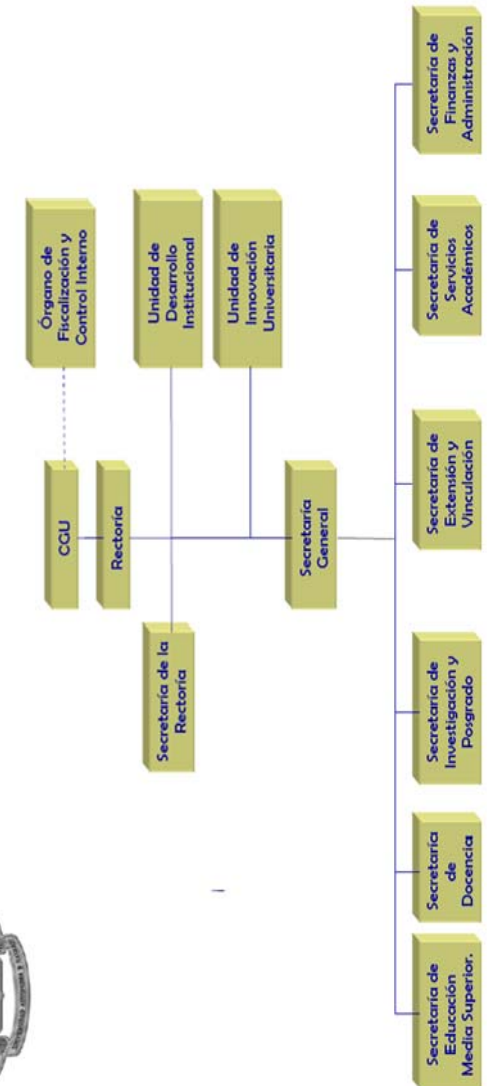 Órgano de
Fiscalización y
Control Interno
CGU
Rectoría
Secretaría de la
Rectoría
Unidad de
Desarrollo
Institucional
Unidad de
Innovación
Universitaria
Secretaría
General
Secretaría de
Educación
Media Superior.
Secretaría
de
Docencia
Secretaría de
Investigación y
Posgrado
Secretaría de
Extensión y
Vinculación
Secretaría de
Servicios
Académicos
Secretaría de
Finanzas y
Administración